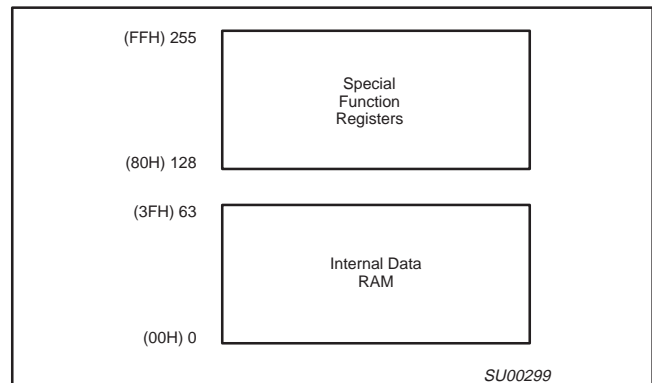 (FFH) 255
Special
Function
Registers
(80H) 128
(3FH) 63
Internal Data
RAM
(00H) 0
SU00299